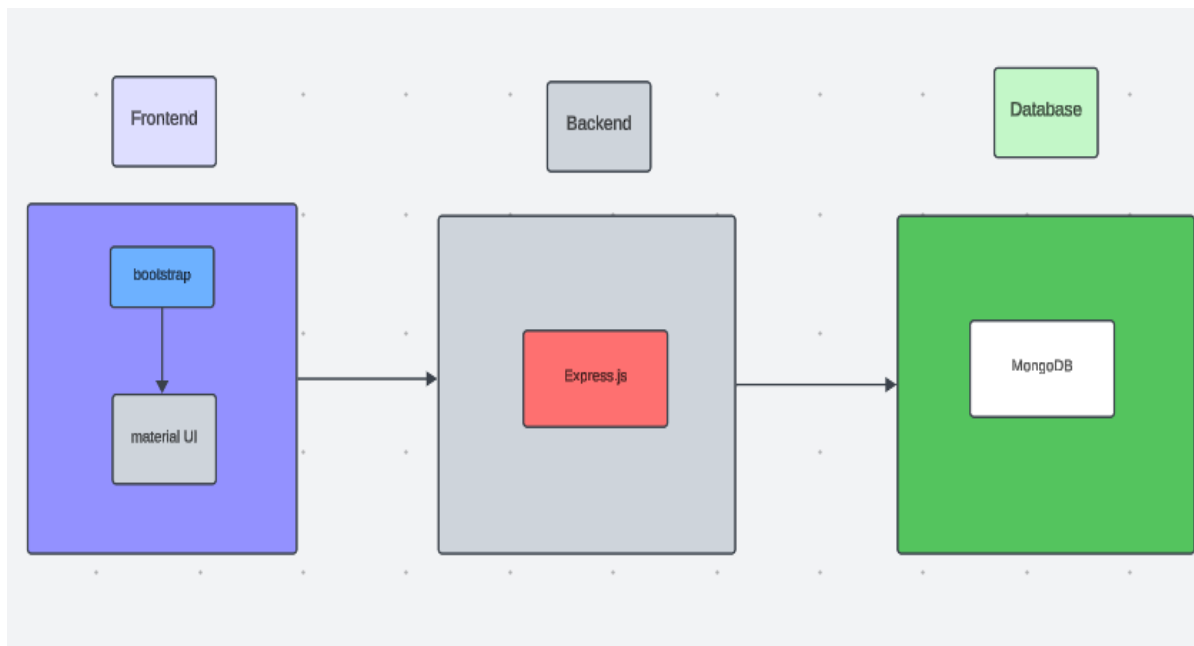 Frontend
Backend
Database
bootstrap
material UI
Express.js
MongoDB